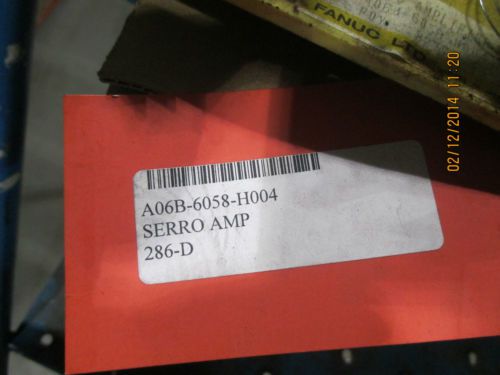 FANUC LTD
02/12/2014 11:20
A06B-6058-H004
SERRO AMP
286-D